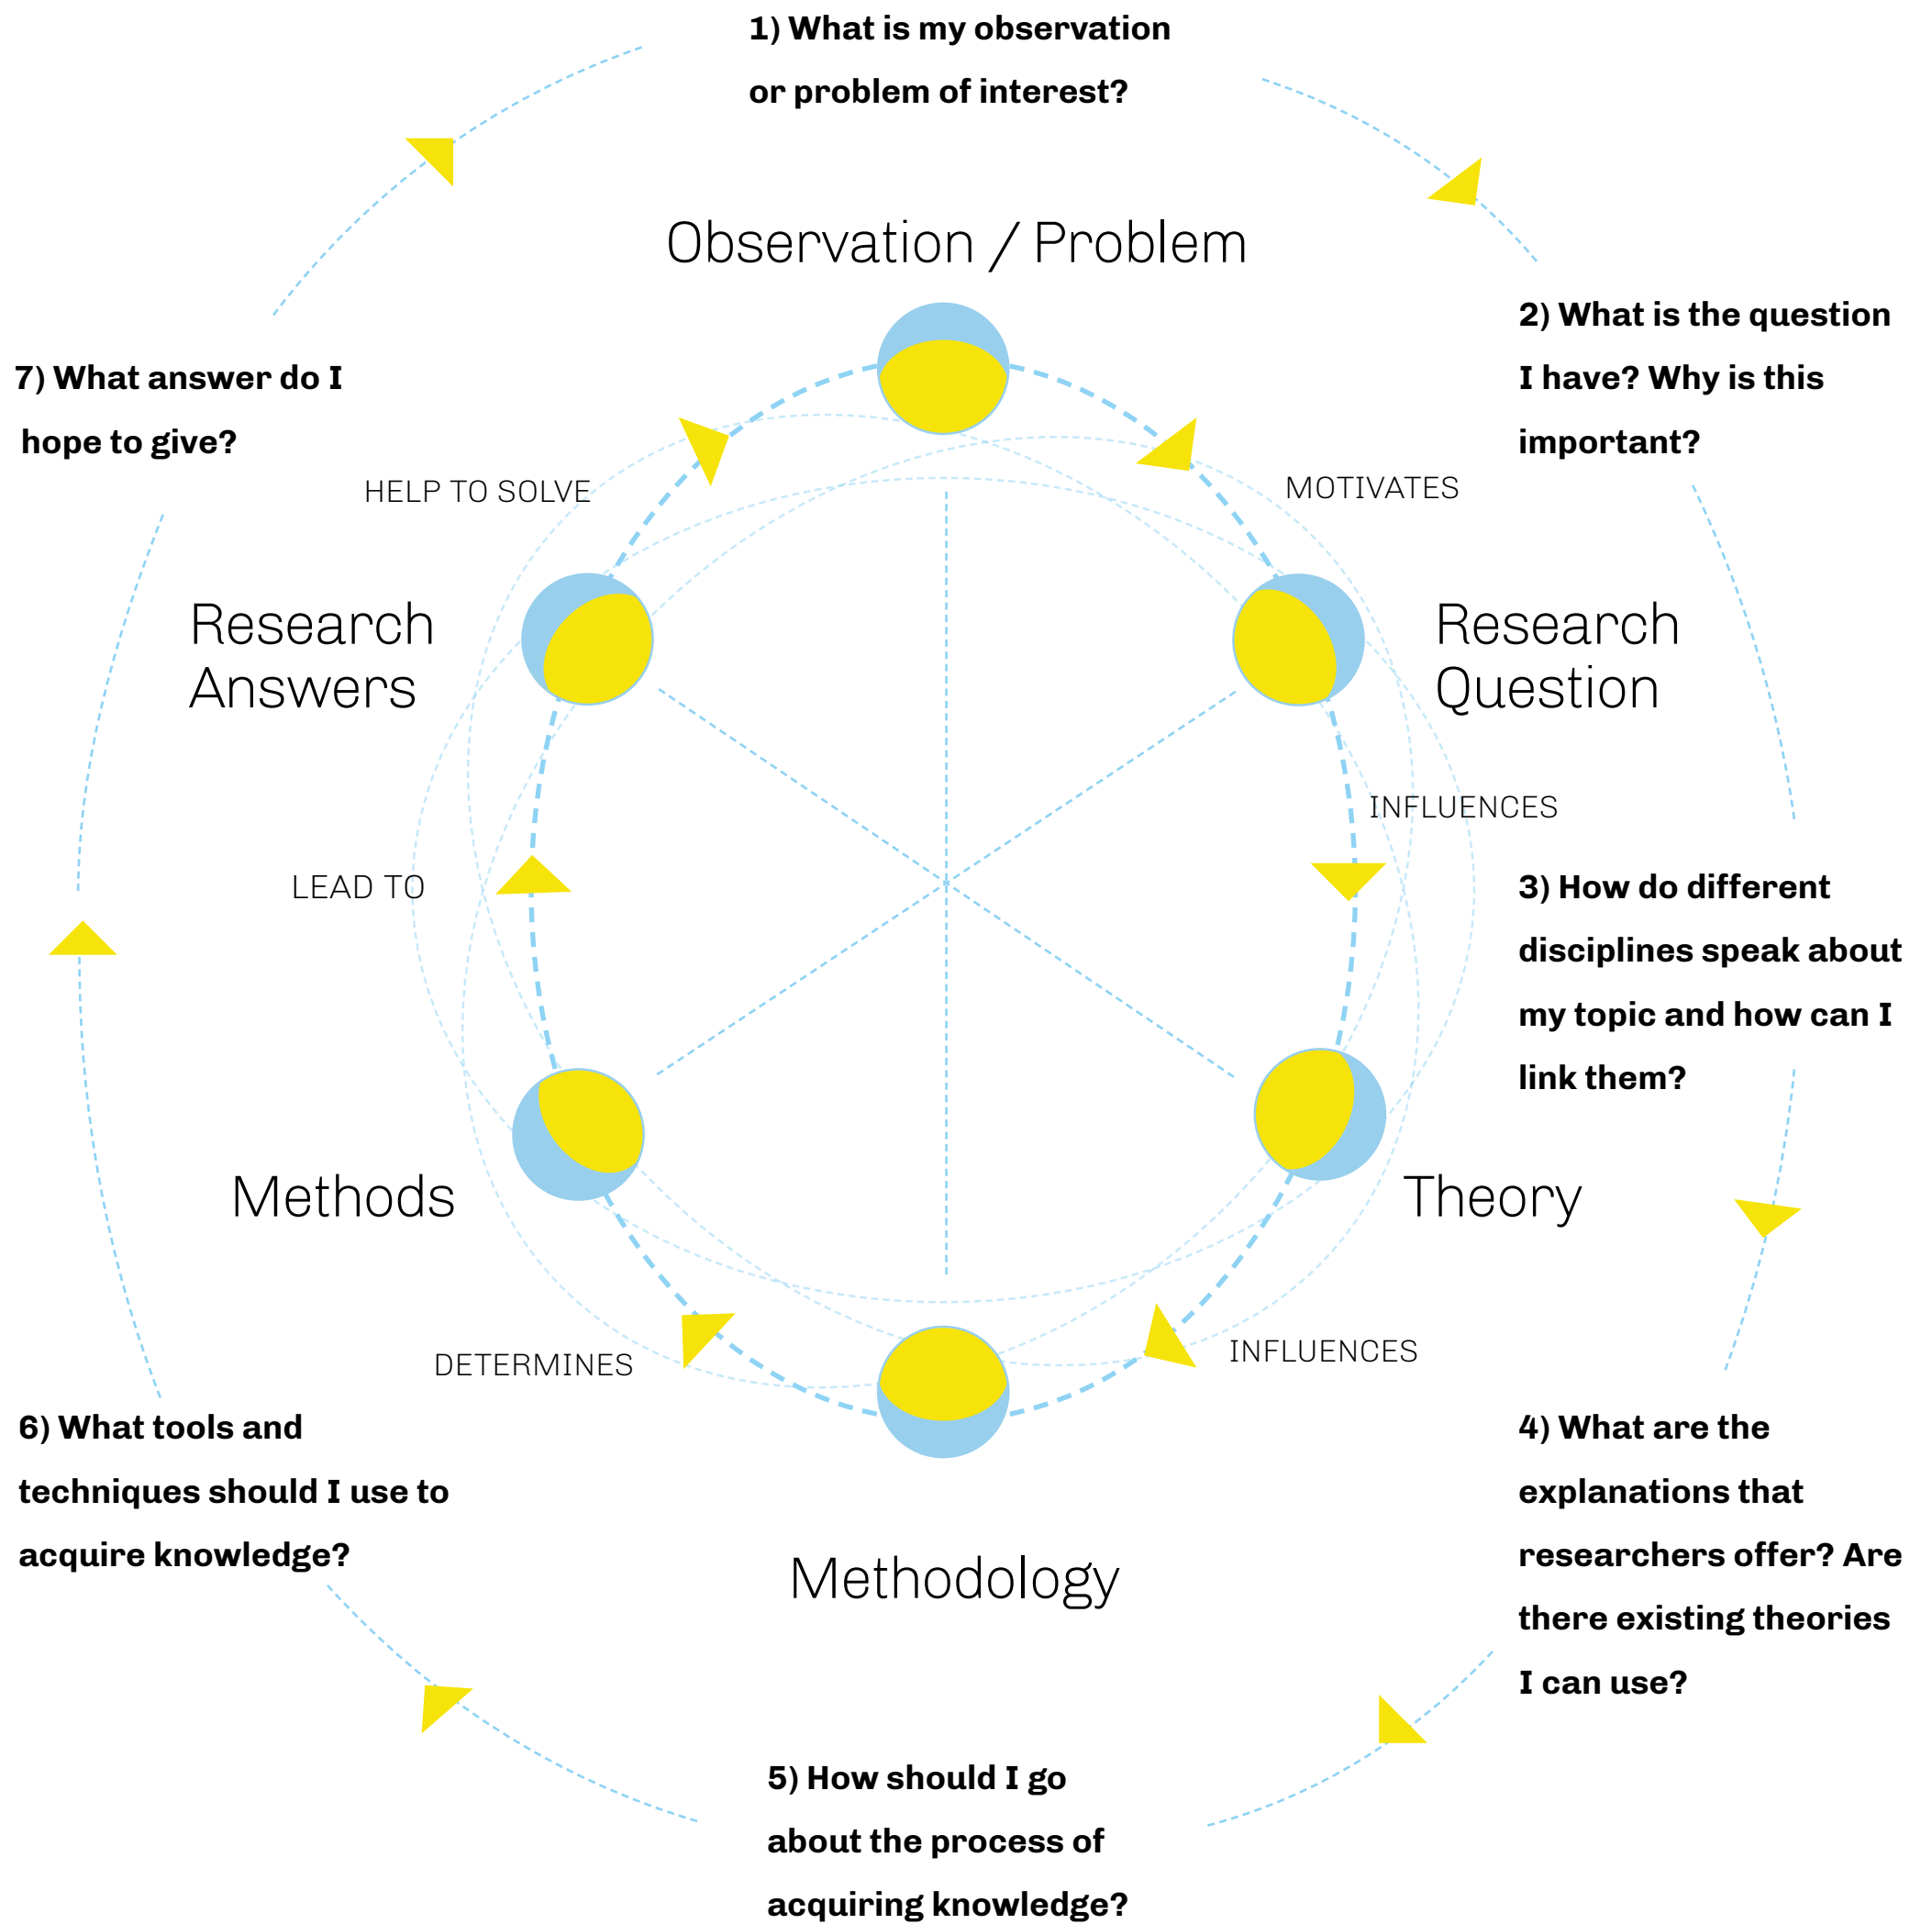 1) What is my observation
or problem of interest?
Observation / Problem
2) What is the question
I have? Why is this
important?
7) What answer do I
hope to give?
HELP TO SOLVE
MOTIVATES
Research
Answers
Research
Question
INFLUENCES
LEAD TO
3) How do different
disciplines speak about
my topic and how can I
link them?
Methods
Theory
DETERMINES
INFLUENCES
6) What tools and
techniques should I use to
acquire knowledge?
4) What are the
explanations that
researchers offer? Are
there existing theories
I can use?
Methodology
5) How should I go
about the process of
acquiring knowledge?